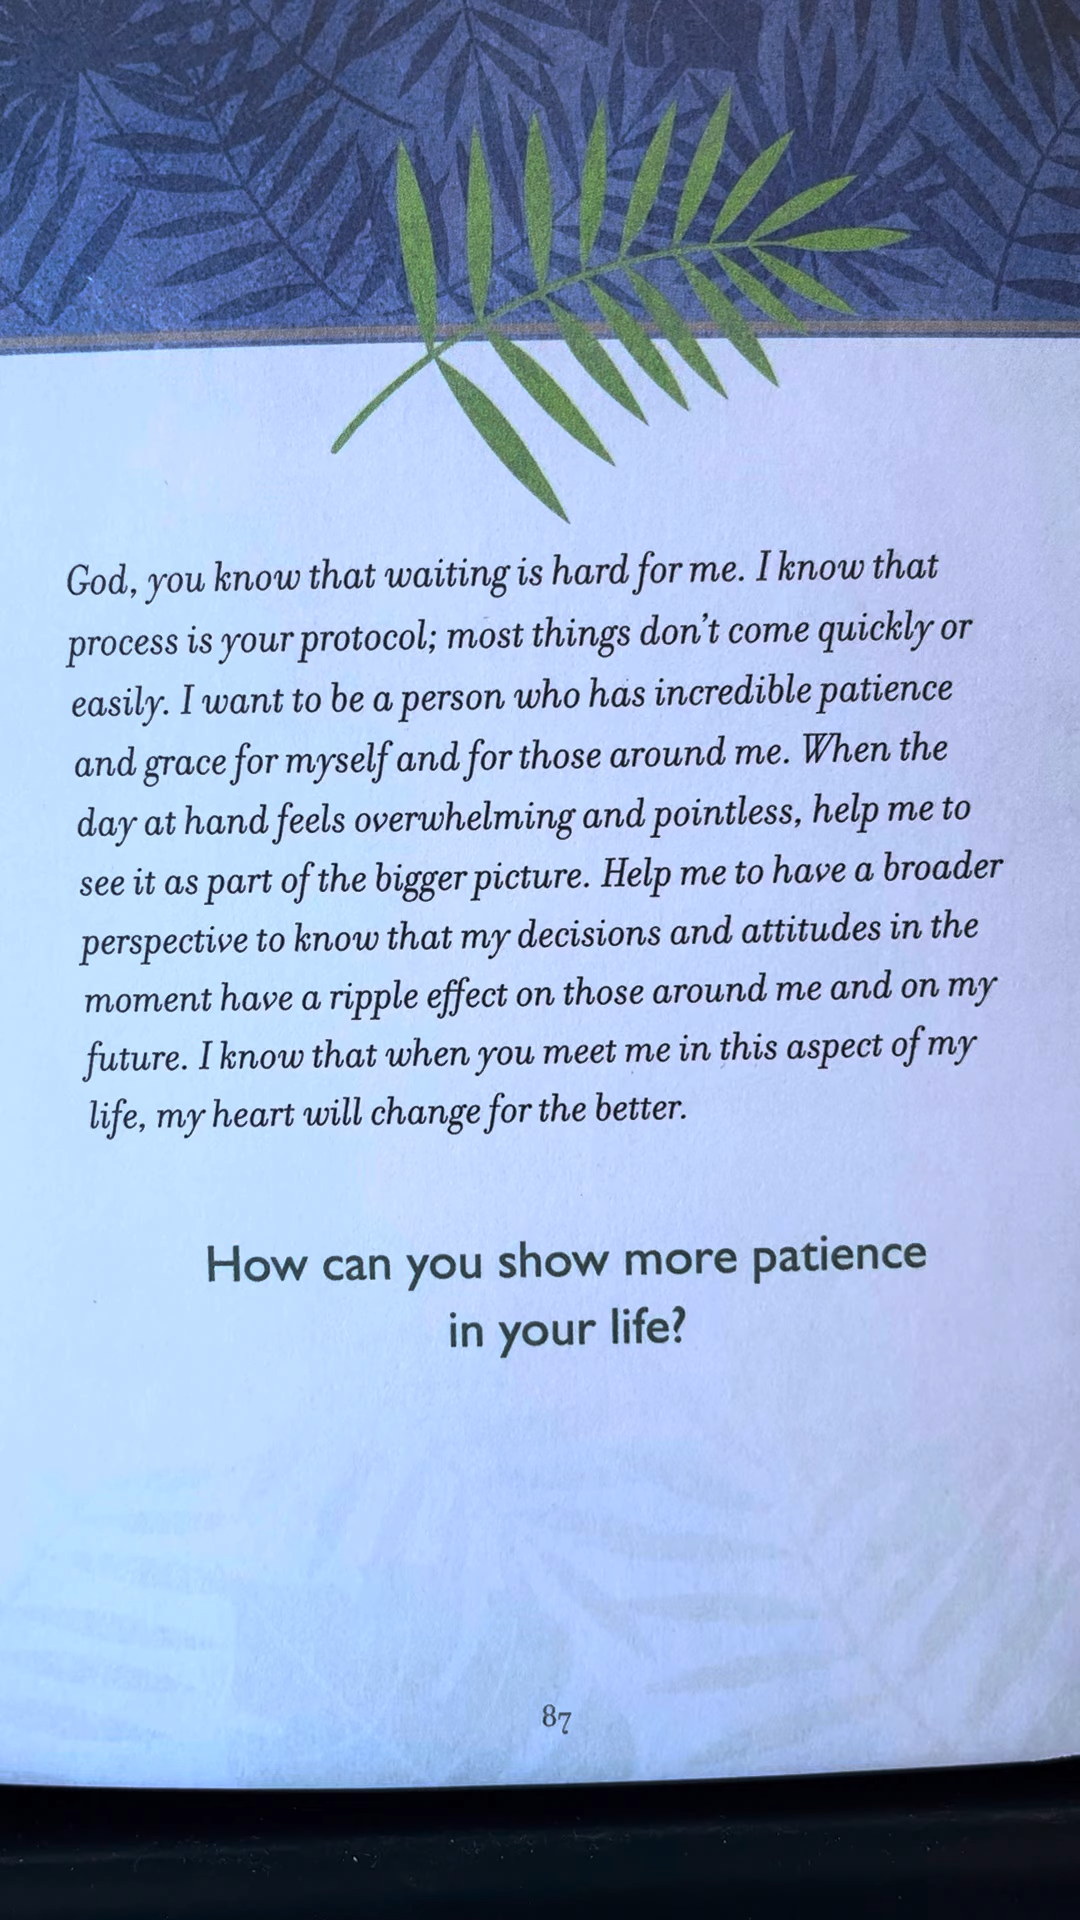 God, you know that waiting is hard for me. I know that
process is your protocol; most things don’t come quickly or
easily. I want to be a person who has incredible patience
and grace for myself and for those around me. When the
day at hand feels overwhelming and pointless, help me to
see it as part of the bigger picture. Help me to have a broader
perspective to know that my decisions and attitudes in the
moment have a ripple effect on those around me and on my
future. I know that when you meet me in this aspect of my
life, my heart will change for the better.
How can you show more patience
in your life?
87